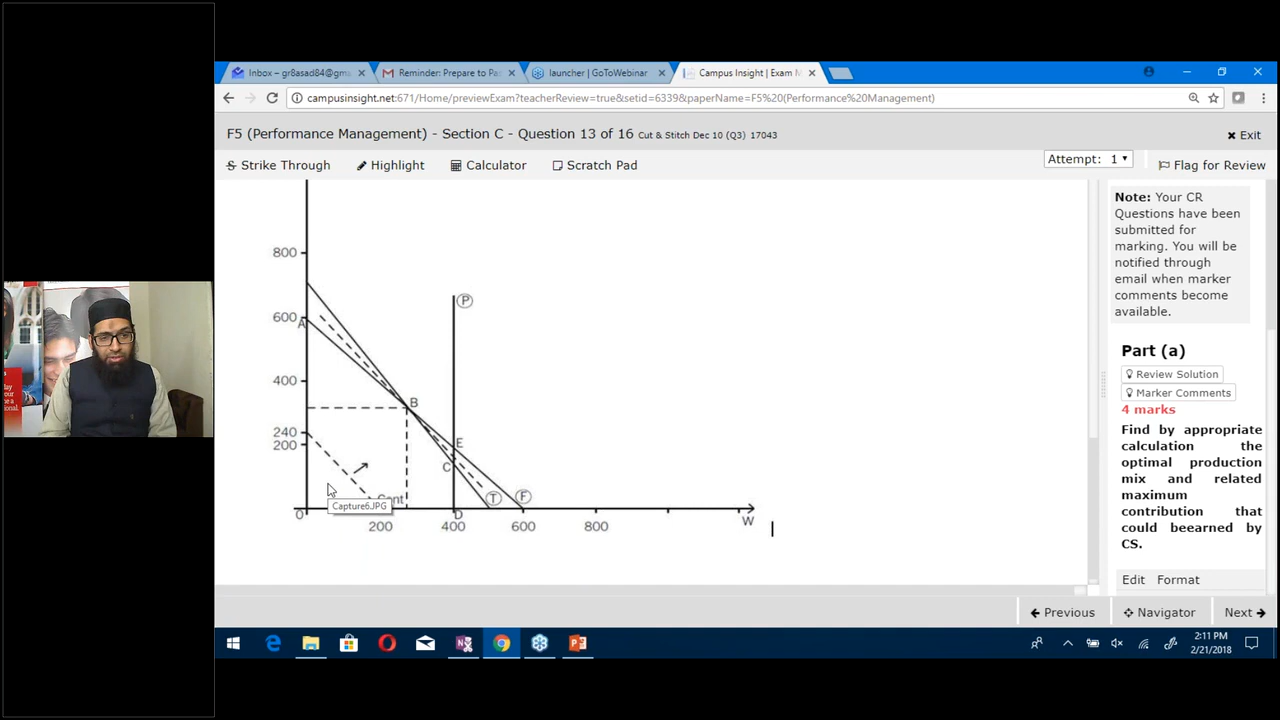 Inbox – gr8asad84@gma
Reminder: Prepare to Pa
launcher | GoToWebinar
Campus Insight | Exam M
campusinsight.net:671/Home/previewExam?teacherReview=true&setid=6339&paperName=F5%20(Performance%20Management)
F5 (Performance Management) - Section C - Question 13 of 16 Cut & Stitch Dec 10 (Q3) 17043
Exit
Strike Through
Highlight
Calculator
Scratch Pad
Attempt: 1
Flag for Review
800
600
400
240
200
0
A
B
P
E
C
T
F
D
Cont
Capture6.JPG
200
400
600
800
W
Note: Your CR
Questions have been
submitted for
marking. You will be
notified through
email when marker
comments become
available.
Part (a)
Review Solution
Marker Comments
4 marks
Find by appropriate
calculation the
optimal production
mix and related
maximum
contribution that
could beearned by
CS.
Edit Format
Previous
Navigator
Next
2:11 PM
2/21/2018